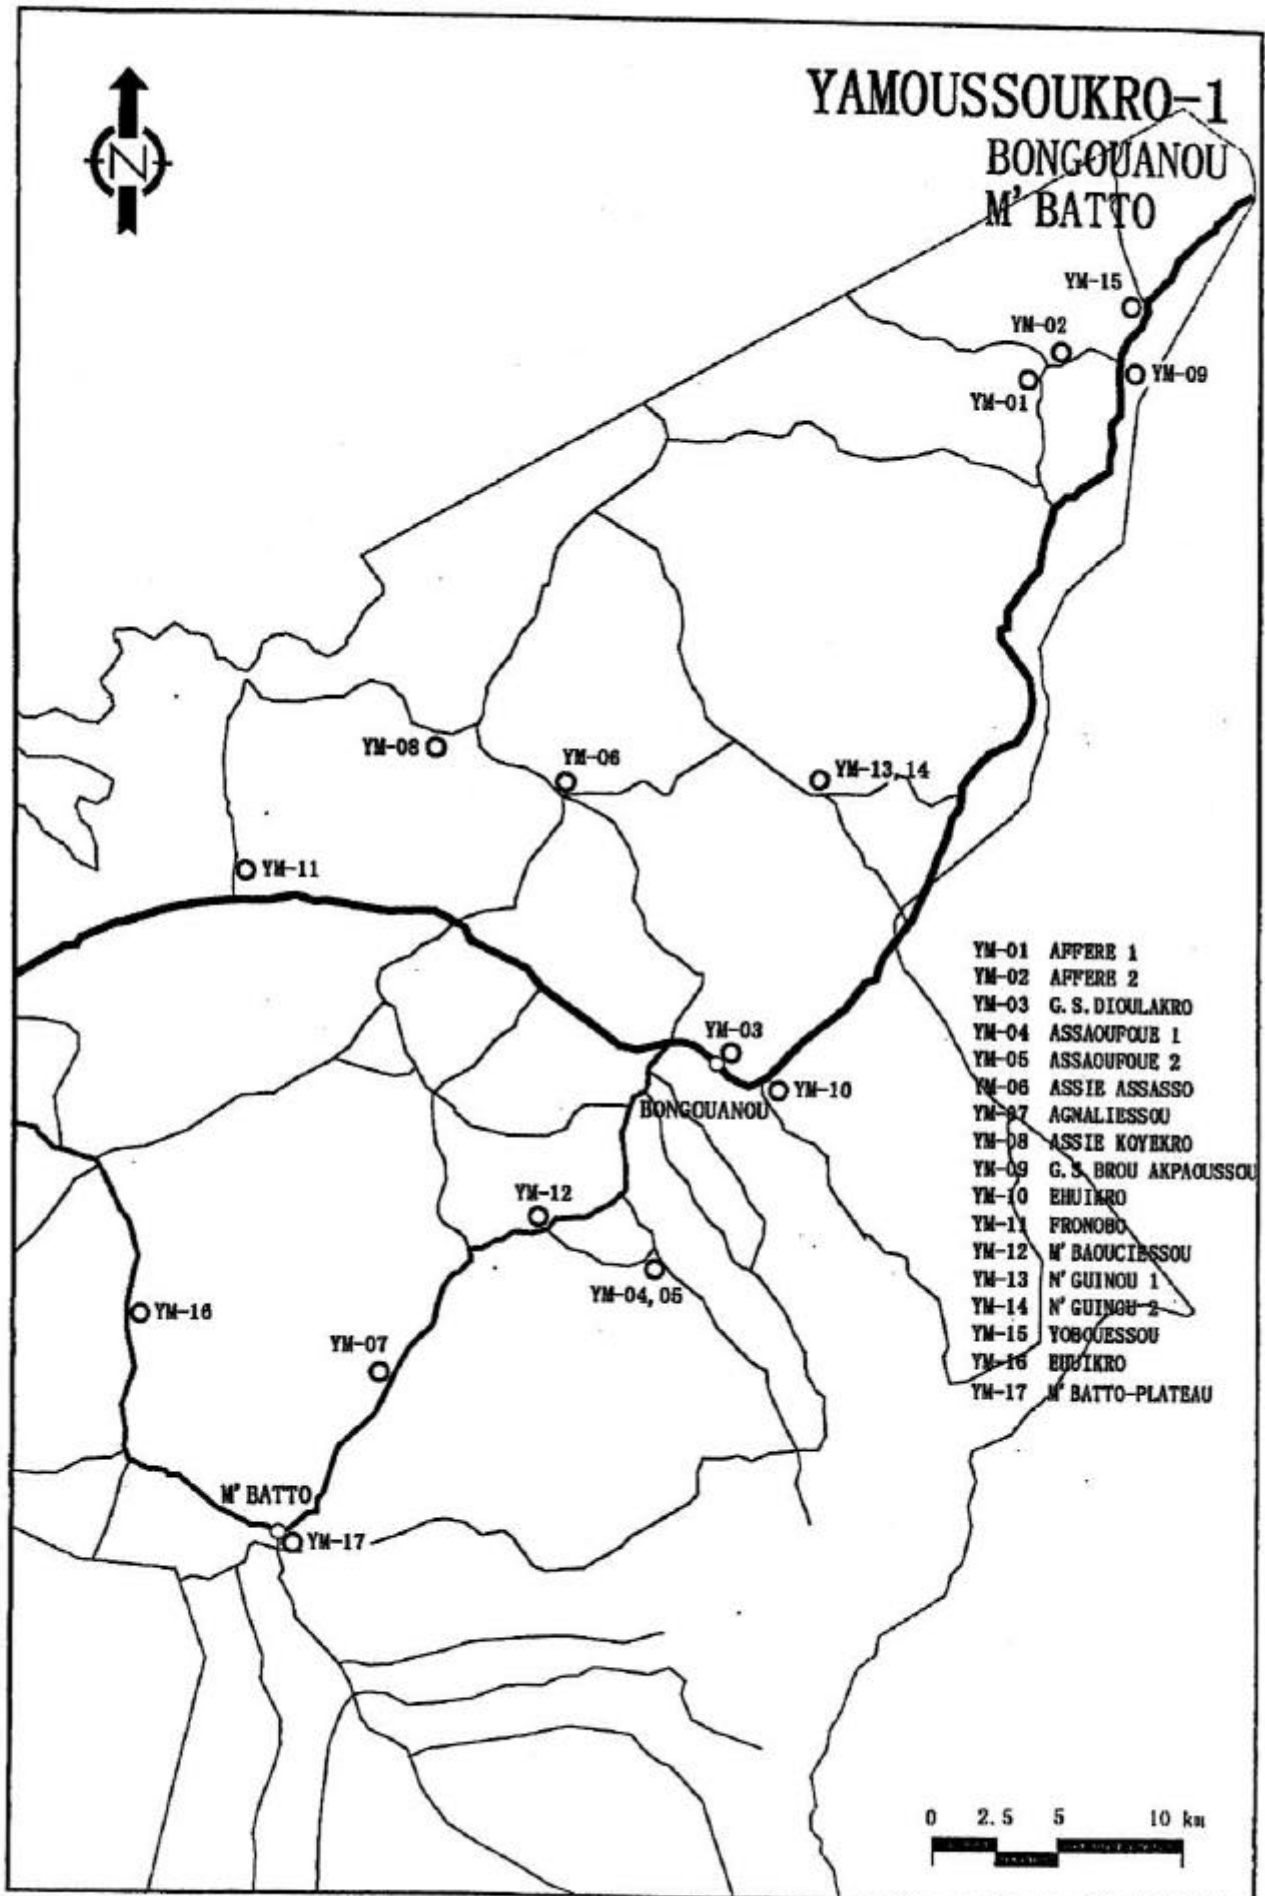 N
YAMOUSSOUKRO-1
BONGOUANOU
M'BATTO
YM-15
YM-02
YM-09
YM-01
YM-08
YM-06
YM-13,14
YM-11
YM-03
YM-10
BONGOUANOU
YM-12
YM-04,05
YM-16
YM-07
M'BATTO
YM-17
YM-01 AFFERE 1
YM-02 AFFERE 2
YM-03 G.S.DIOULAKRO
YM-04 ASSAOUFOUE 1
YM-05 ASSAOUFOUE 2
YM-06 ASSIE ASSASSO
YM-07 AGNALIESSOU
YM-08 ASSIE KOYEKRO
YM-09 G.S BROU AKPAOUSSOU
YM-10 EHUIKRO
YM-11 FRONOBO
YM-12 M'BAOUCIESSOU
YM-13 N'GUINOU 1
YM-14 N'GUINOU 2
YM-15 YOBOUESSOU
YM-16 EHUIKRO
YM-17 M'BATTO-PLATEAU
0 2.5 5 10 km